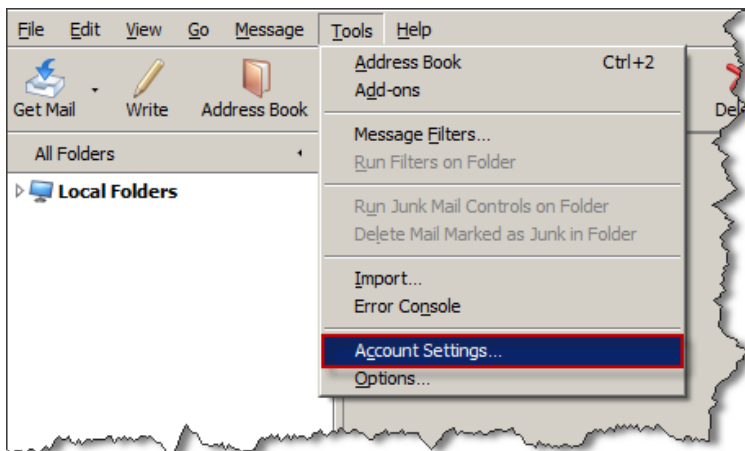 File Edit View Go Message Tools Help
Get Mail Write Address Book
All Folders
Local Folders
Address Book Ctrl+2
Add-ons
Message Filters...
Run Filters on Folder
Run Junk Mail Controls on Folder
Delete Mail Marked as Junk in Folder
Import...
Error Console
Account Settings...
Options...